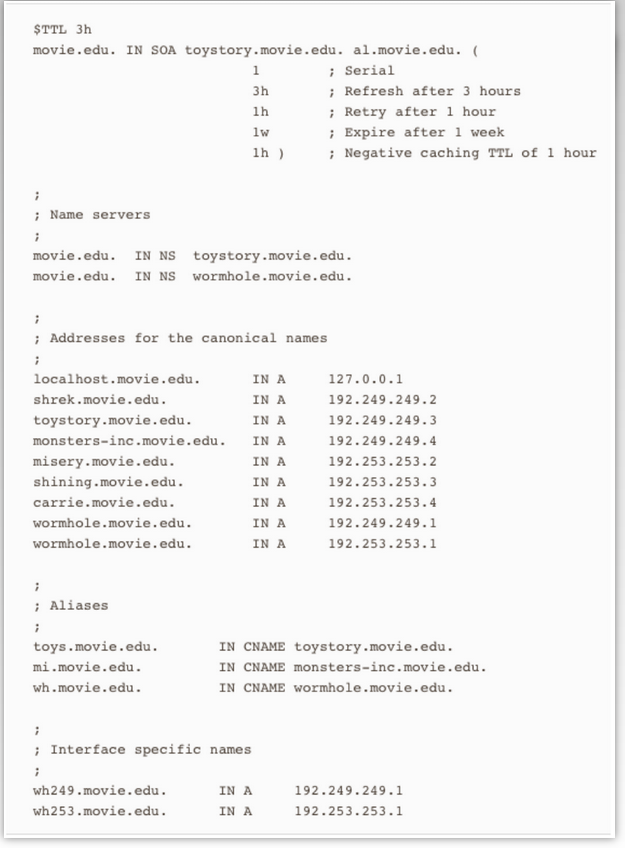 $TTL 3h
movie.edu. IN SOA toystory.movie.edu. al.movie.edu. (
                          1        ; Serial
                          3h       ; Refresh after 3 hours
                          1h       ; Retry after 1 hour
                          1w       ; Expire after 1 week
                          1h )     ; Negative caching TTL of 1 hour

;
; Name servers
;
movie.edu.  IN NS  toystory.movie.edu.
movie.edu.  IN NS  wormhole.movie.edu.

;
; Addresses for the canonical names
;
localhost.movie.edu.      IN A     127.0.0.1
shrek.movie.edu.          IN A     192.249.249.2
toystory.movie.edu.       IN A     192.249.249.3
monsters-inc.movie.edu.   IN A     192.249.249.4
misery.movie.edu.         IN A     192.253.253.2
shining.movie.edu.        IN A     192.253.253.3
carrie.movie.edu.         IN A     192.253.253.4
wormhole.movie.edu.       IN A     192.249.249.1
wormhole.movie.edu.       IN A     192.253.253.1

;
; Aliases
;
toys.movie.edu.       IN CNAME toystory.movie.edu.
mi.movie.edu.         IN CNAME monsters-inc.movie.edu.
wh.movie.edu.         IN CNAME wormhole.movie.edu.

;
; Interface specific names
;
wh249.movie.edu.      IN A     192.249.249.1
wh253.movie.edu.      IN A     192.253.253.1